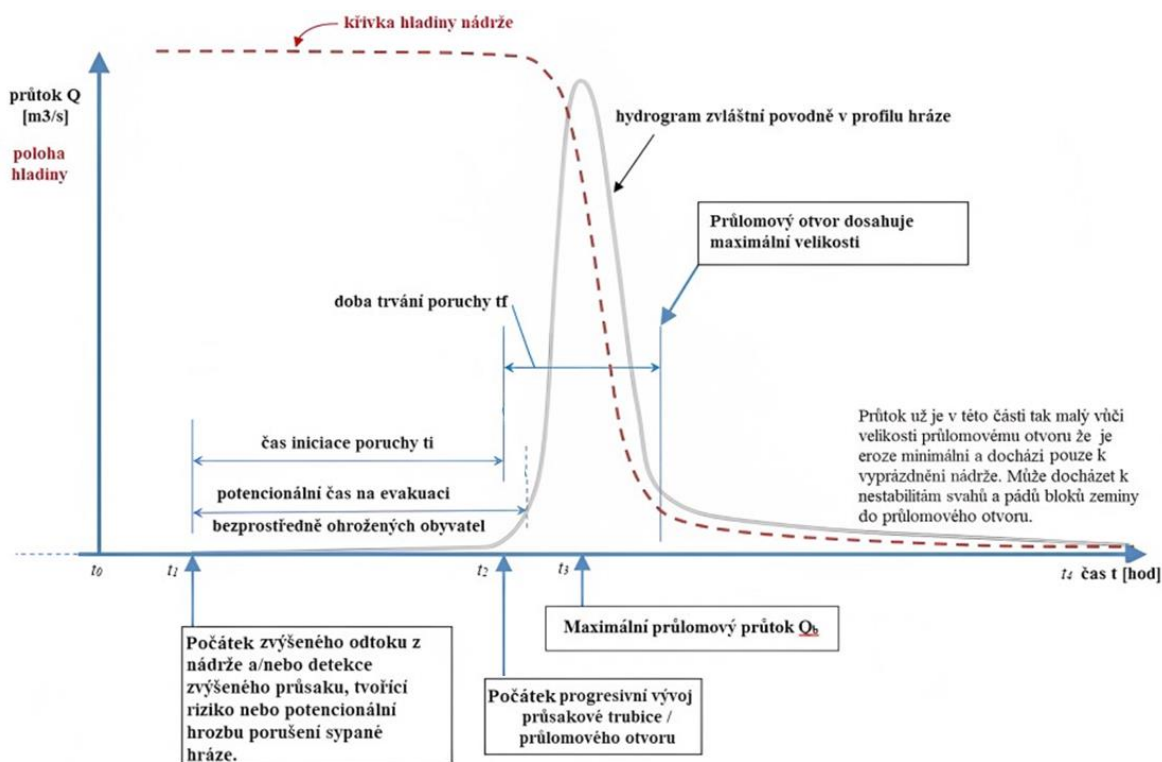 křivka hladiny nádrže
průtok Q
[m3/s]
poloha
hladiny
hydrogram zvláštní povodně v profilu hráze
Průlomový otvor dosahuje
maximální velikosti
doba trvání poruchy tf
Průtok už je v této části tak malý vůči
velikosti průlomovému otvoru že je
eroze minimální a dochází pouze k
vyprázdnění nádrže. Může docházet k
nestabilitám svahů a pádů bloků zeminy
do průlomového otvoru.
čas iniciace poruchy ti
potencionální čas na evakuaci
bezprostředně ohrožených obyvatel
t0 t1 t2 t3 t4 čas t [hod]
Maximální průlomový průtok Qb
Počátek zvýšeného odtoku z
nádrže a/nebo detekce
zvýšeného průsaku, tvořící
riziko nebo potencionální
hrozbu porušení sypané
hráze.
Počátek progresivní vývoj
průsakové trubice /
průlomového otvoru